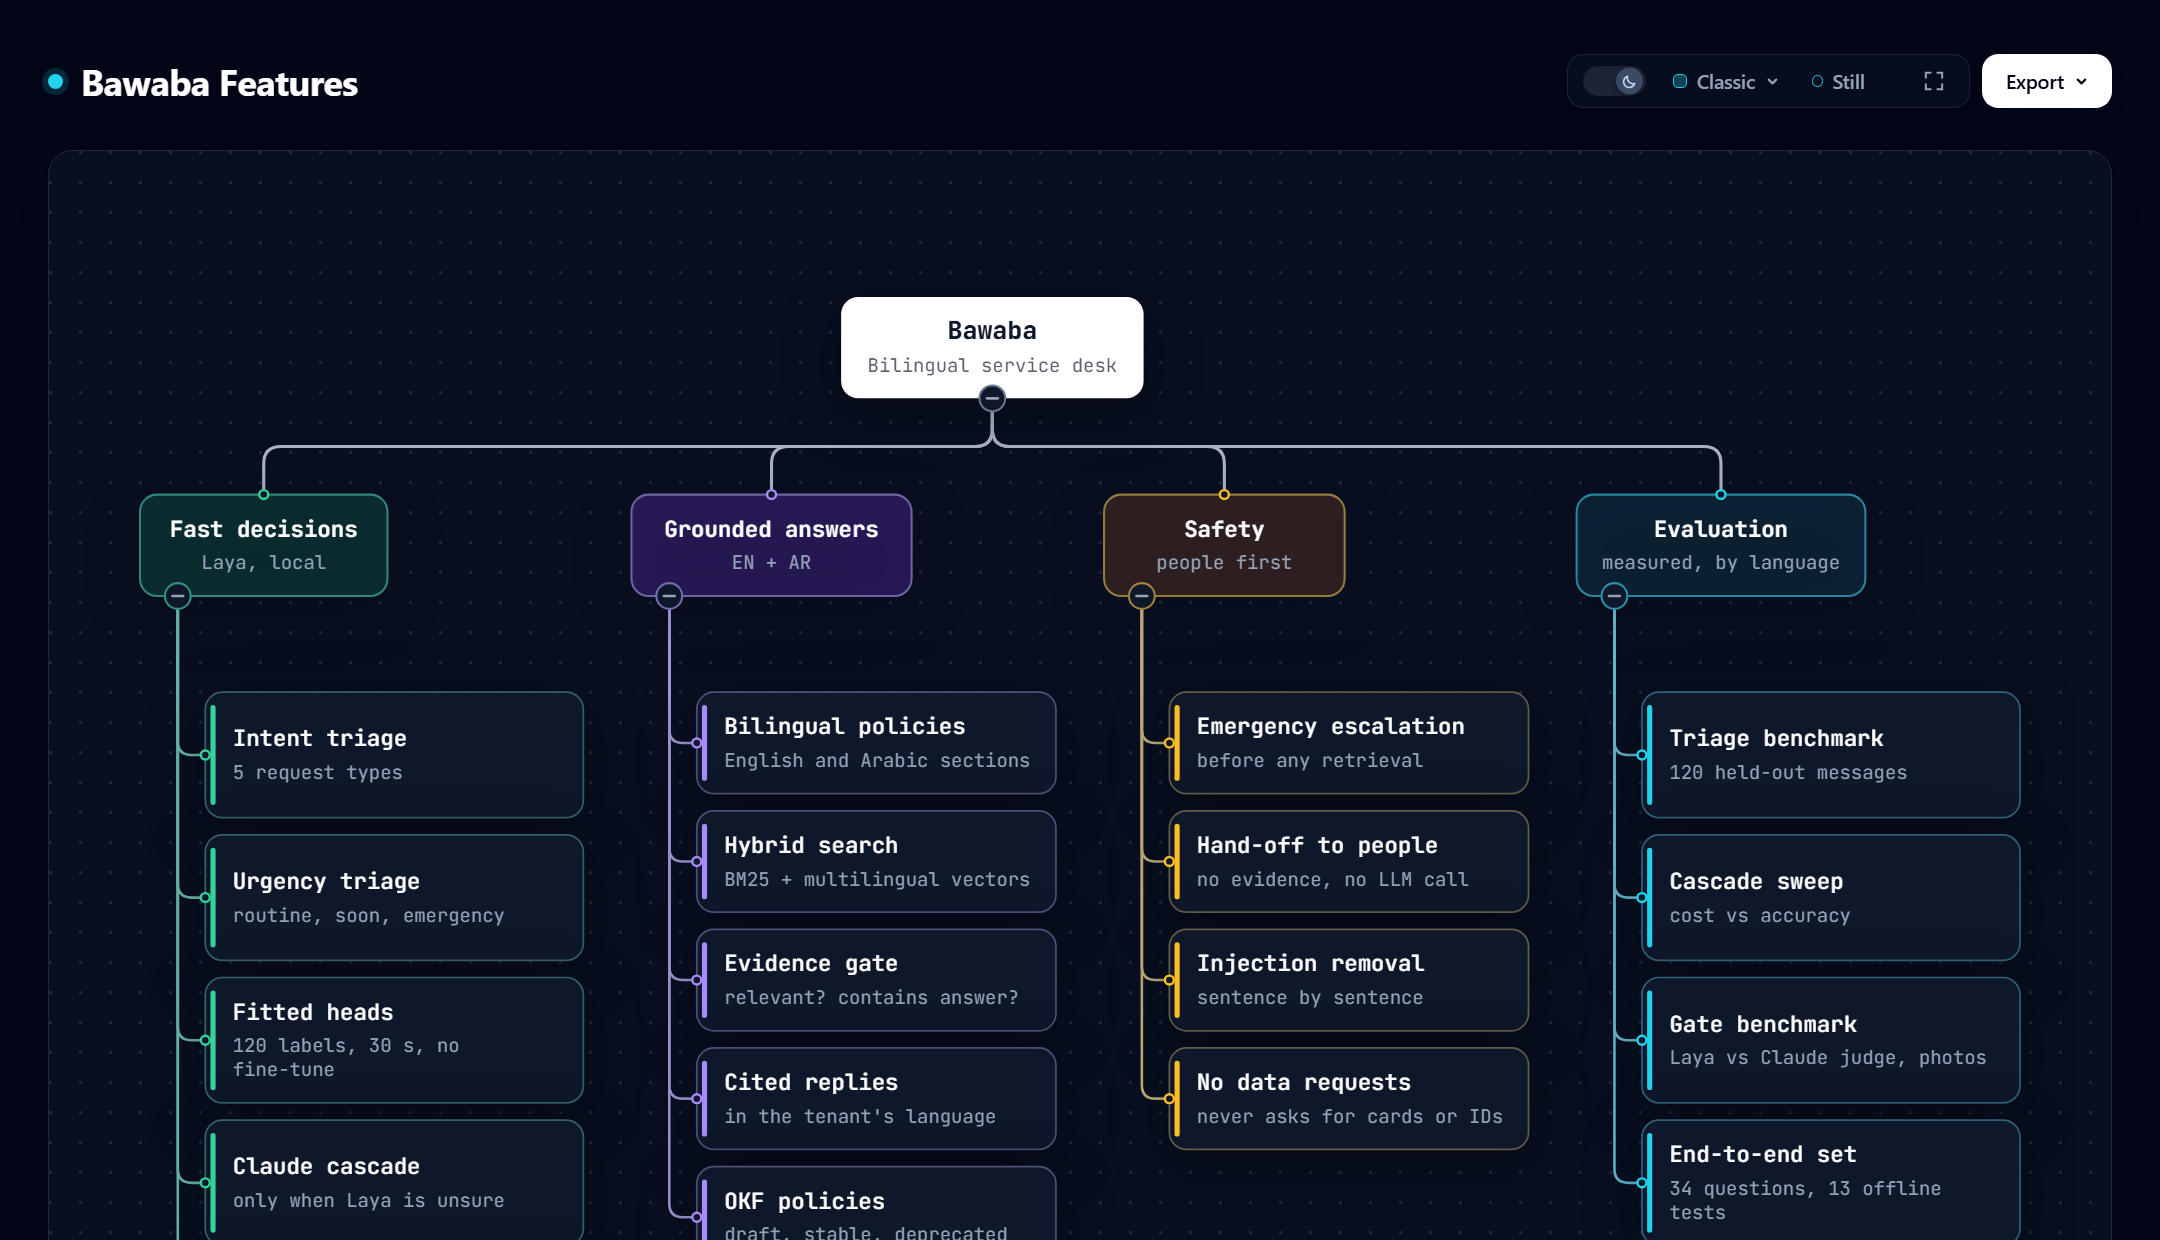 Bawaba Features
Classic
Still
Export
Bawaba
Bilingual service desk
Fast decisions
Laya, local
Grounded answers
EN + AR
Safety
people first
Evaluation
measured, by language
Intent triage
5 request types
Urgency triage
routine, soon, emergency
Fitted heads
120 labels, 30 s, no
fine-tune
Claude cascade
only when Laya is unsure
Bilingual policies
English and Arabic sections
Hybrid search
BM25 + multilingual vectors
Evidence gate
relevant? contains answer?
Cited replies
in the tenant's language
OKF policies
draft, stable, deprecated
Emergency escalation
before any retrieval
Hand-off to people
no evidence, no LLM call
Injection removal
sentence by sentence
No data requests
never asks for cards or IDs
Triage benchmark
120 held-out messages
Cascade sweep
cost vs accuracy
Gate benchmark
Laya vs Claude judge, photos
End-to-end set
34 questions, 13 offline
tests